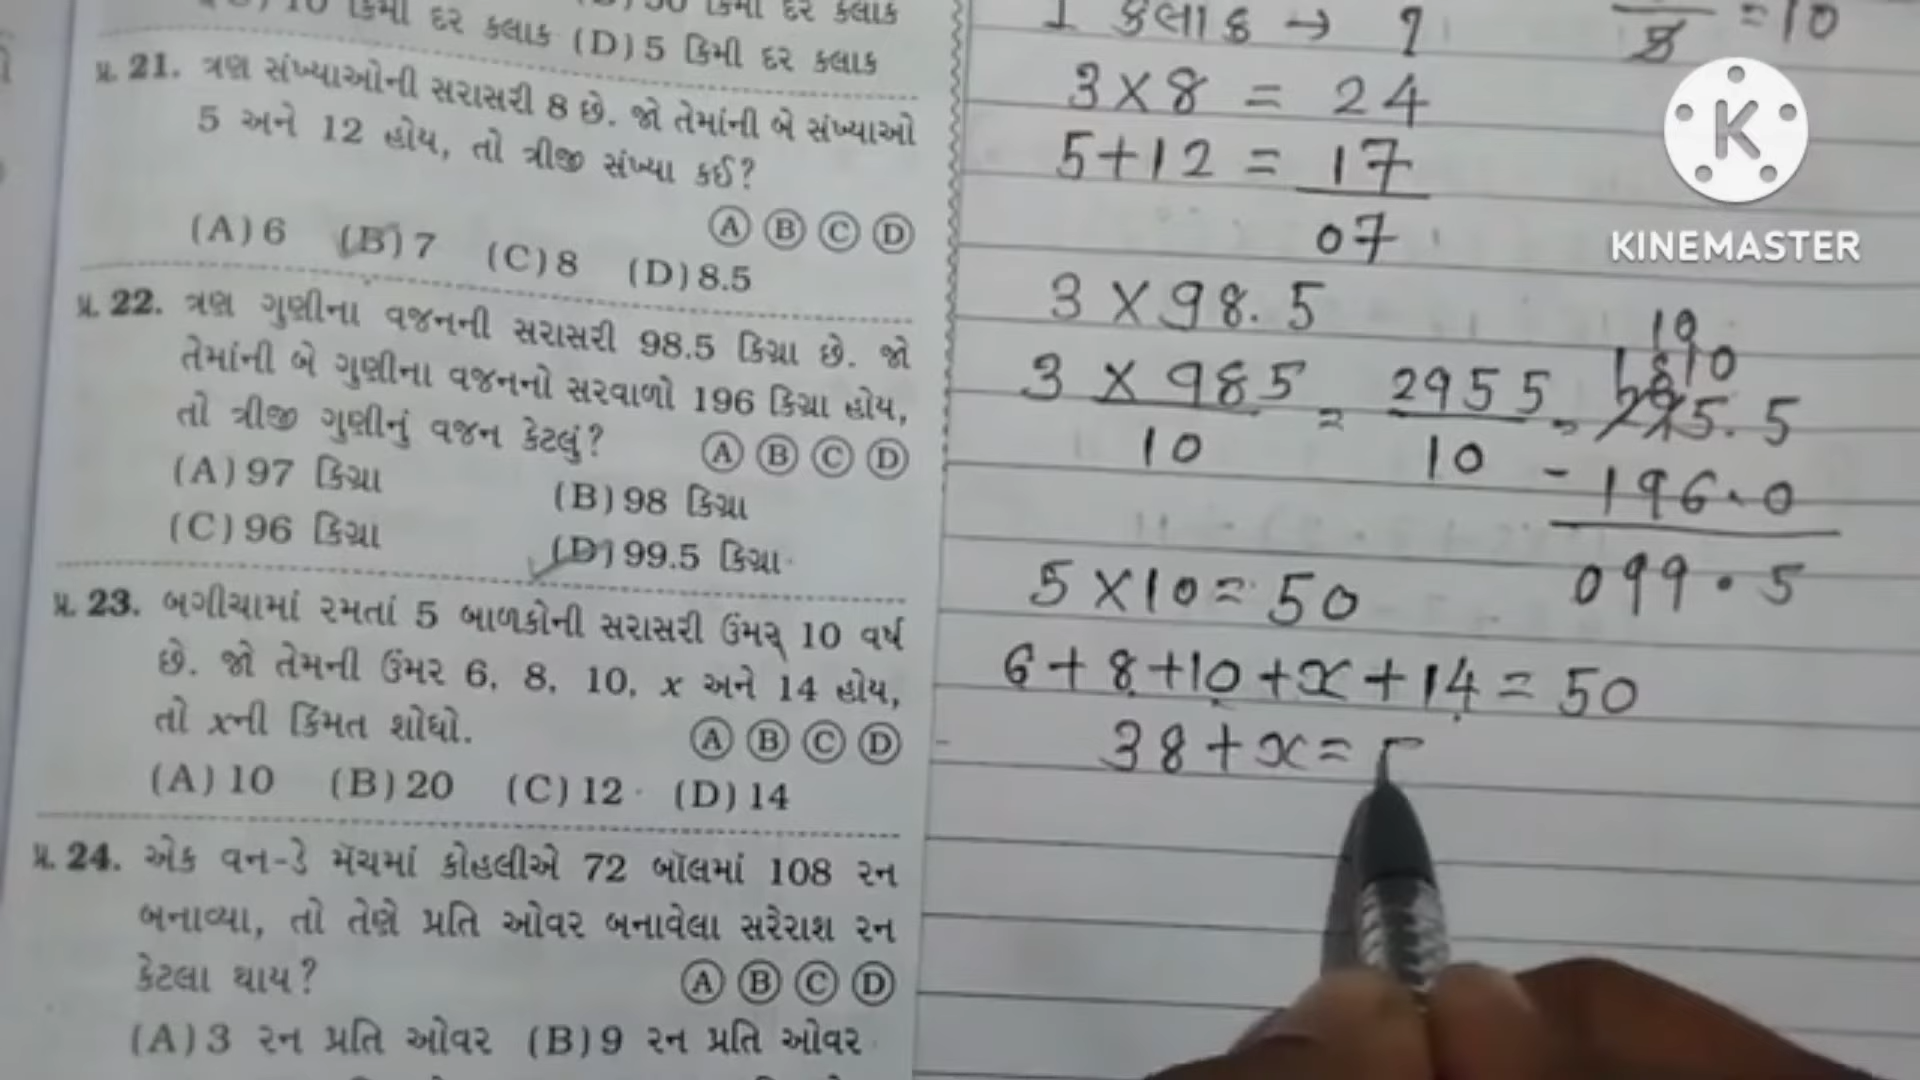 (C) 10 કિમી દર કલાક (D) 5 કિમી દર કલાક
પ્ર. 21. ત્રણ સંખ્યાઓની સરાસરી 8 છે. જો તેમાંની બે સંખ્યાઓ
5 અને 12 હોય, તો ત્રીજી સંખ્યા કઈ?
Ⓐ Ⓑ Ⓒ Ⓓ
(A) 6 (B) 7 (C) 8 (D) 8.5
પ્ર. 22. ત્રણ ગુણીના વજનની સરાસરી 98.5 કિગ્રા છે. જો
તેમાંની બે ગુણીના વજનનો સરવાળો 196 કિગ્રા હોય,
તો ત્રીજી ગુણીનું વજન કેટલું? Ⓐ Ⓑ Ⓒ Ⓓ
(A) 97 કિગ્રા (B) 98 કિગ્રા
(C) 96 કિગ્રા (D) 99.5 કિગ્રા
પ્ર. 23. બગીચામાં રમતાં 5 બાળકોની સરાસરી ઉંમર 10 વર્ષ
છે. જો તેમની ઉંમર 6, 8, 10, x અને 14 હોય,
તો xની કિંમત શોધો. Ⓐ Ⓑ Ⓒ Ⓓ
(A) 10 (B) 20 (C) 12 (D) 14
પ્ર. 24. એક વન-ડે મૅચમાં કોહલીએ 72 બૉલમાં 108 રન
બનાવ્યા, તો તેણે પ્રતિ ઓવર બનાવેલા સરેરાશ રન
કેટલા થાય? Ⓐ Ⓑ Ⓒ Ⓓ
(A) 3 રન પ્રતિ ઓવર (B) 9 રન પ્રતિ ઓવર
1 કલાક → ?
= 10
3 × 8 = 24
5 + 12 = 17
07
3 × 98.5
3 × 985 = 2955 = 295.5
10 10 - 196.0
099.5
5 × 10 = 50
6 + 8 + 10 + x + 14 = 50
38 + x = 5
K
KINEMASTER